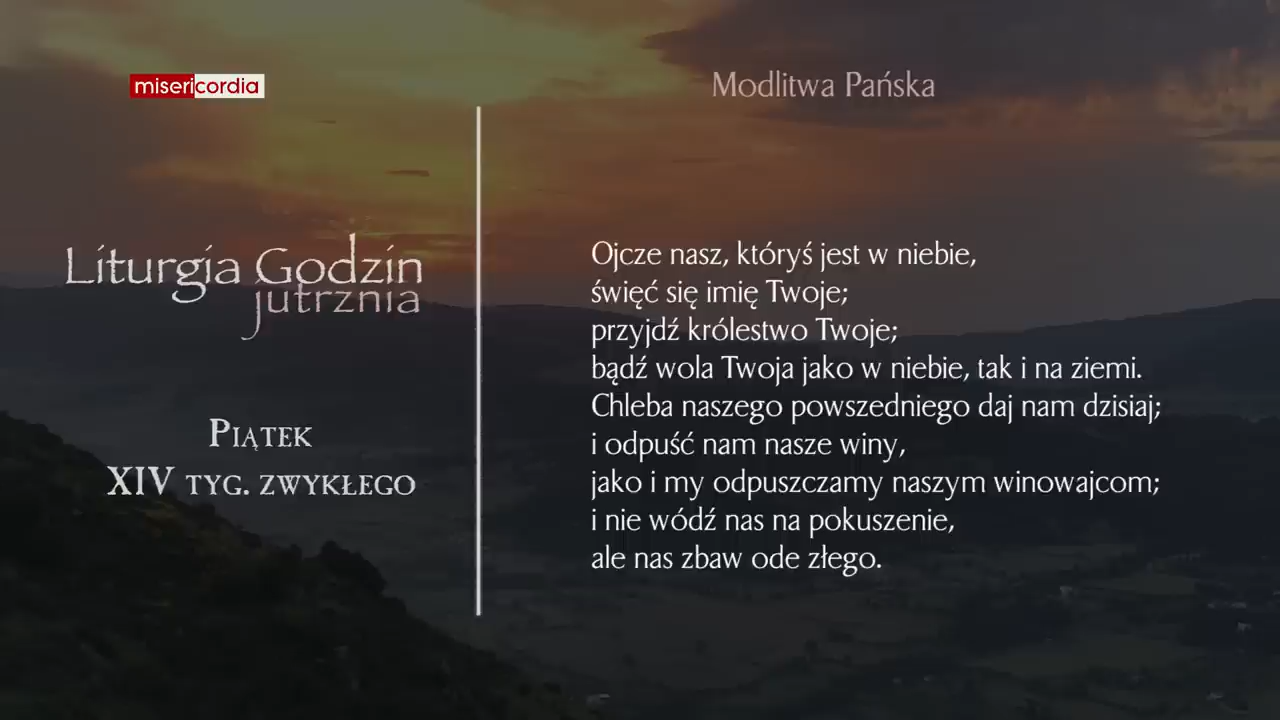 misericordia
Liturgia Godzin
jutrznia
Piątek
XIV tyg. zwykłego
Modlitwa Pańska
Ojcze nasz, któryś jest w niebie,
święć się imię Twoje;
przyjdź królestwo Twoje;
bądź wola Twoja jako w niebie, tak i na ziemi.
Chleba naszego powszedniego daj nam dzisiaj;
i odpuść nam nasze winy,
jako i my odpuszczamy naszym winowajcom;
i nie wódź nas na pokuszenie,
ale nas zbaw ode złego.